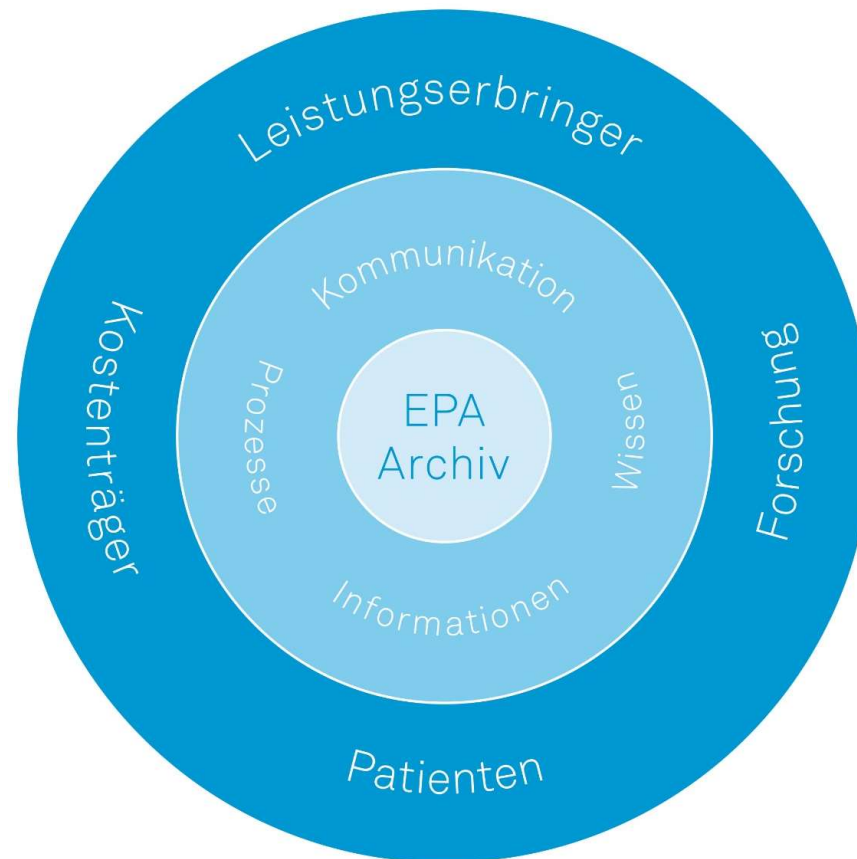 Leistungserbringer
Kommunikation
Kostenträger
Prozesse
EPA
Archiv
Wissen
Forschung
Informationen
Patienten